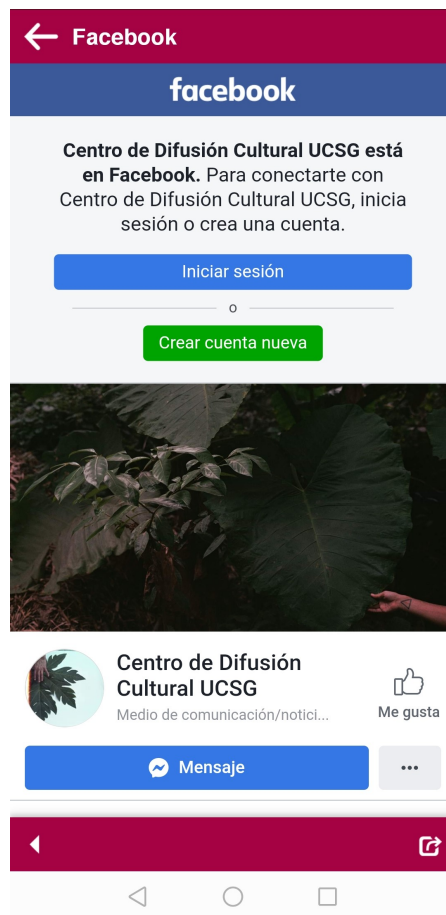 Facebook
facebook
Centro de Difusión Cultural UCSG está
en Facebook. Para conectarte con
Centro de Difusión Cultural UCSG, inicia
sesión o crea una cuenta.
Iniciar sesión
o
Crear cuenta nueva
Centro de Difusión
Cultural UCSG
Medio de comunicación/notici...
Me gusta
Mensaje